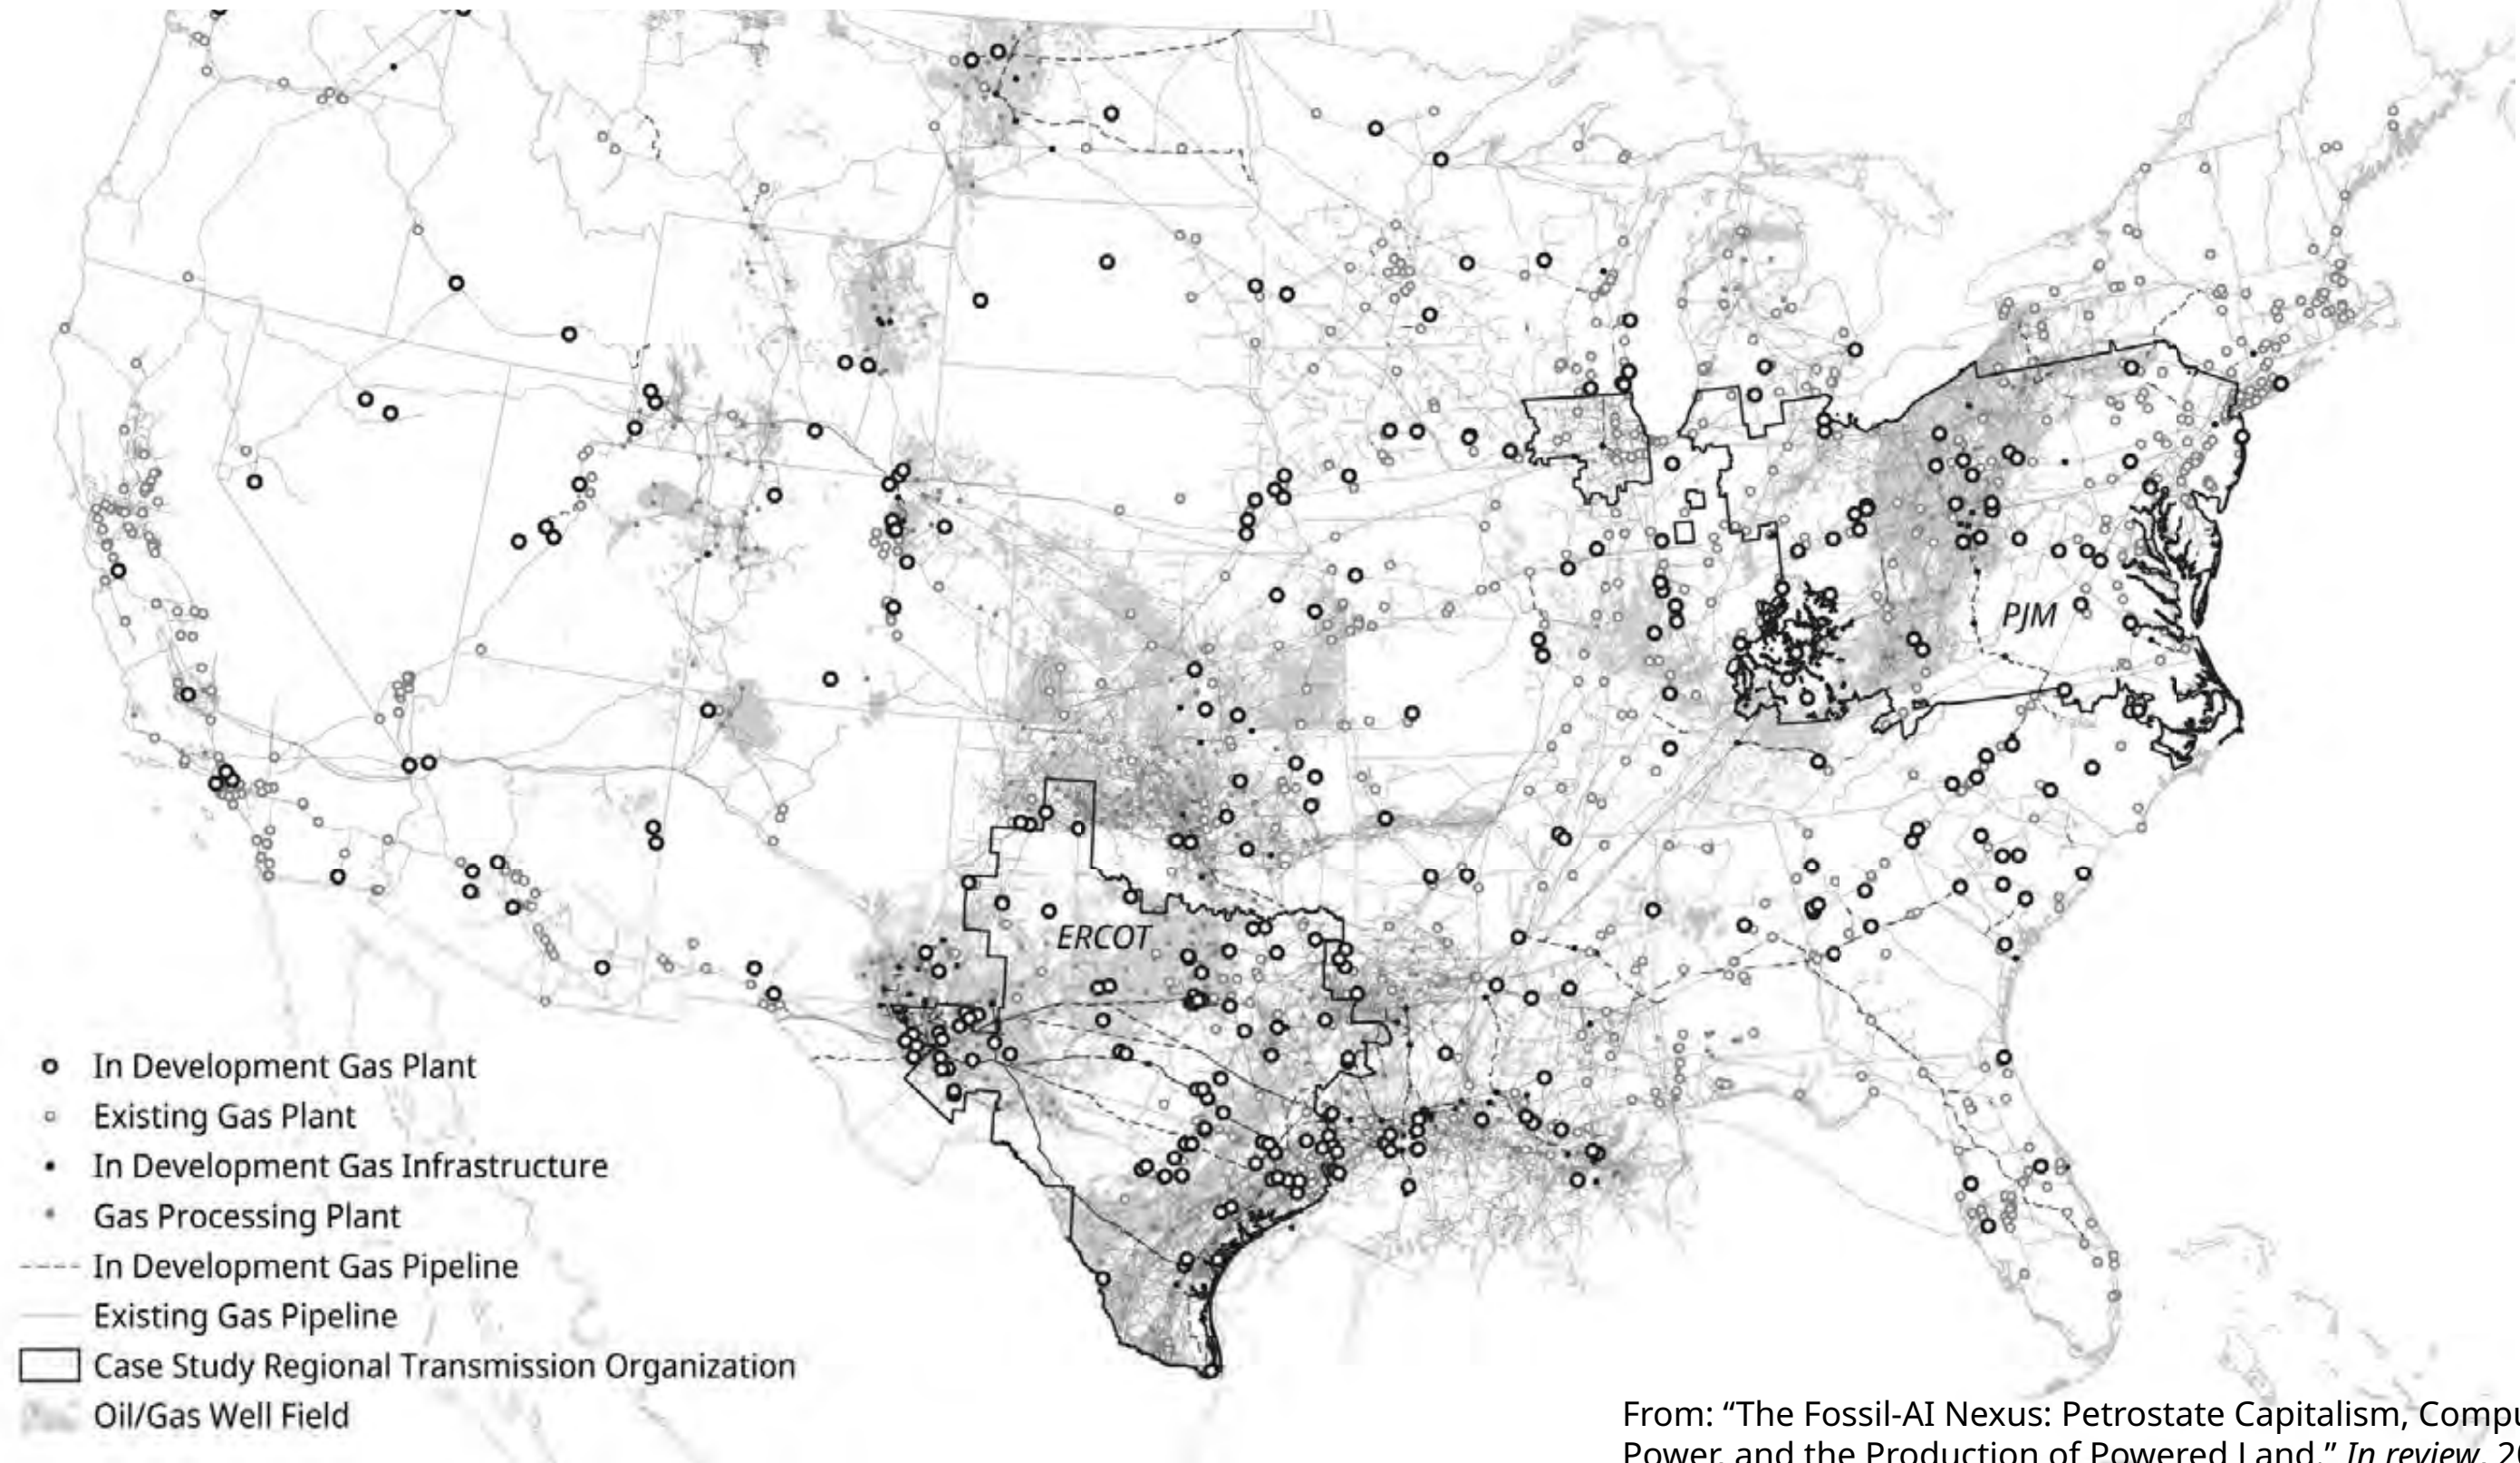 PJM
ERCOT
In Development Gas Plant
Existing Gas Plant
In Development Gas Infrastructure
Gas Processing Plant
In Development Gas Pipeline
Existing Gas Pipeline
Case Study Regional Transmission Organization
Oil/Gas Well Field
From: “The Fossil-AI Nexus: Petrostate Capitalism,
Power, and the Production of Powered Land.” In review,